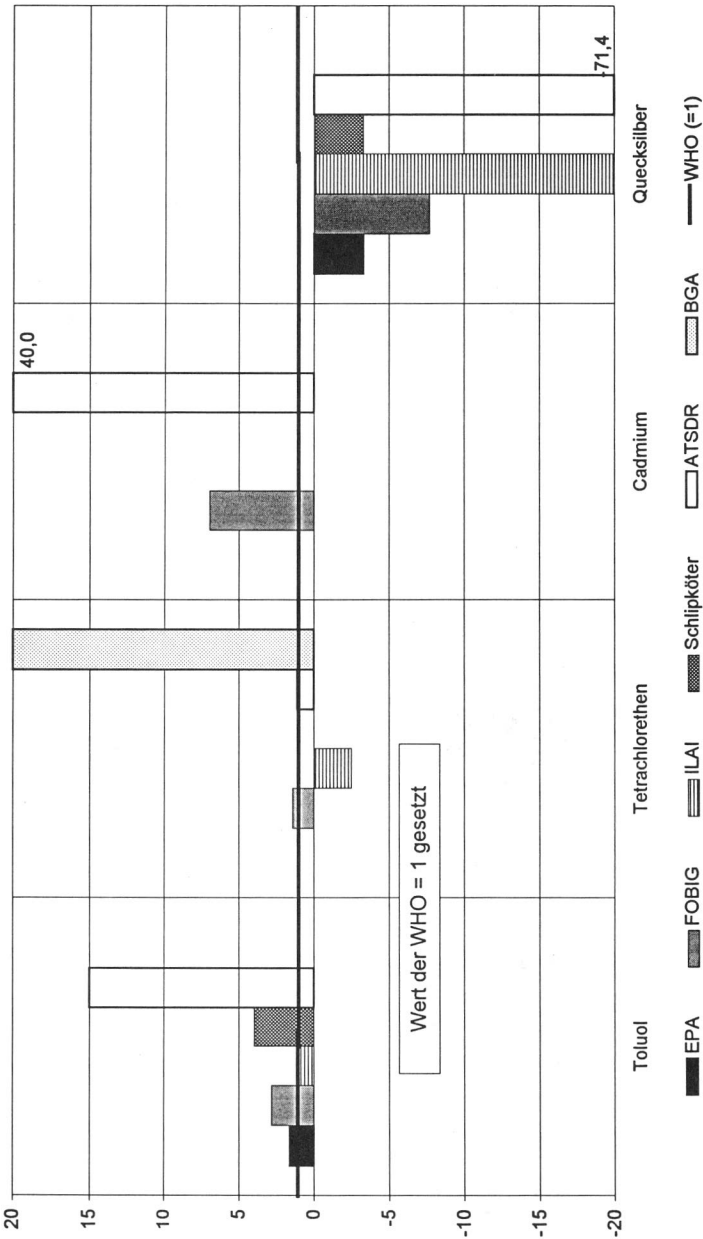 20
15
10
5
0
-5
-10
-15
-20
40,0
-71,4
Wert der WHO = 1 gesetzt
Toluol
Tetrachlorethen
Cadmium
Quecksilber
EPA
FOBIG
ILAI
Schlipköter
ATSDR
BGA
WHO (=1)